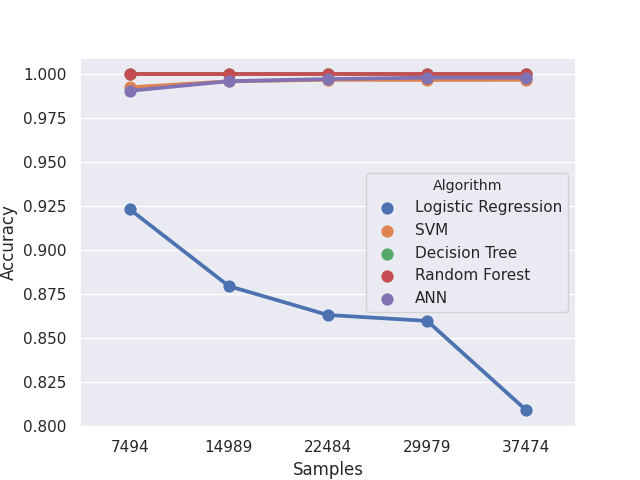 1.000
0.975
0.950
0.925
0.900
0.875
0.850
0.825
0.800
Accuracy
Algorithm
Logistic Regression
SVM
Decision Tree
Random Forest
ANN
7494 14989 22484 29979 37474
Samples